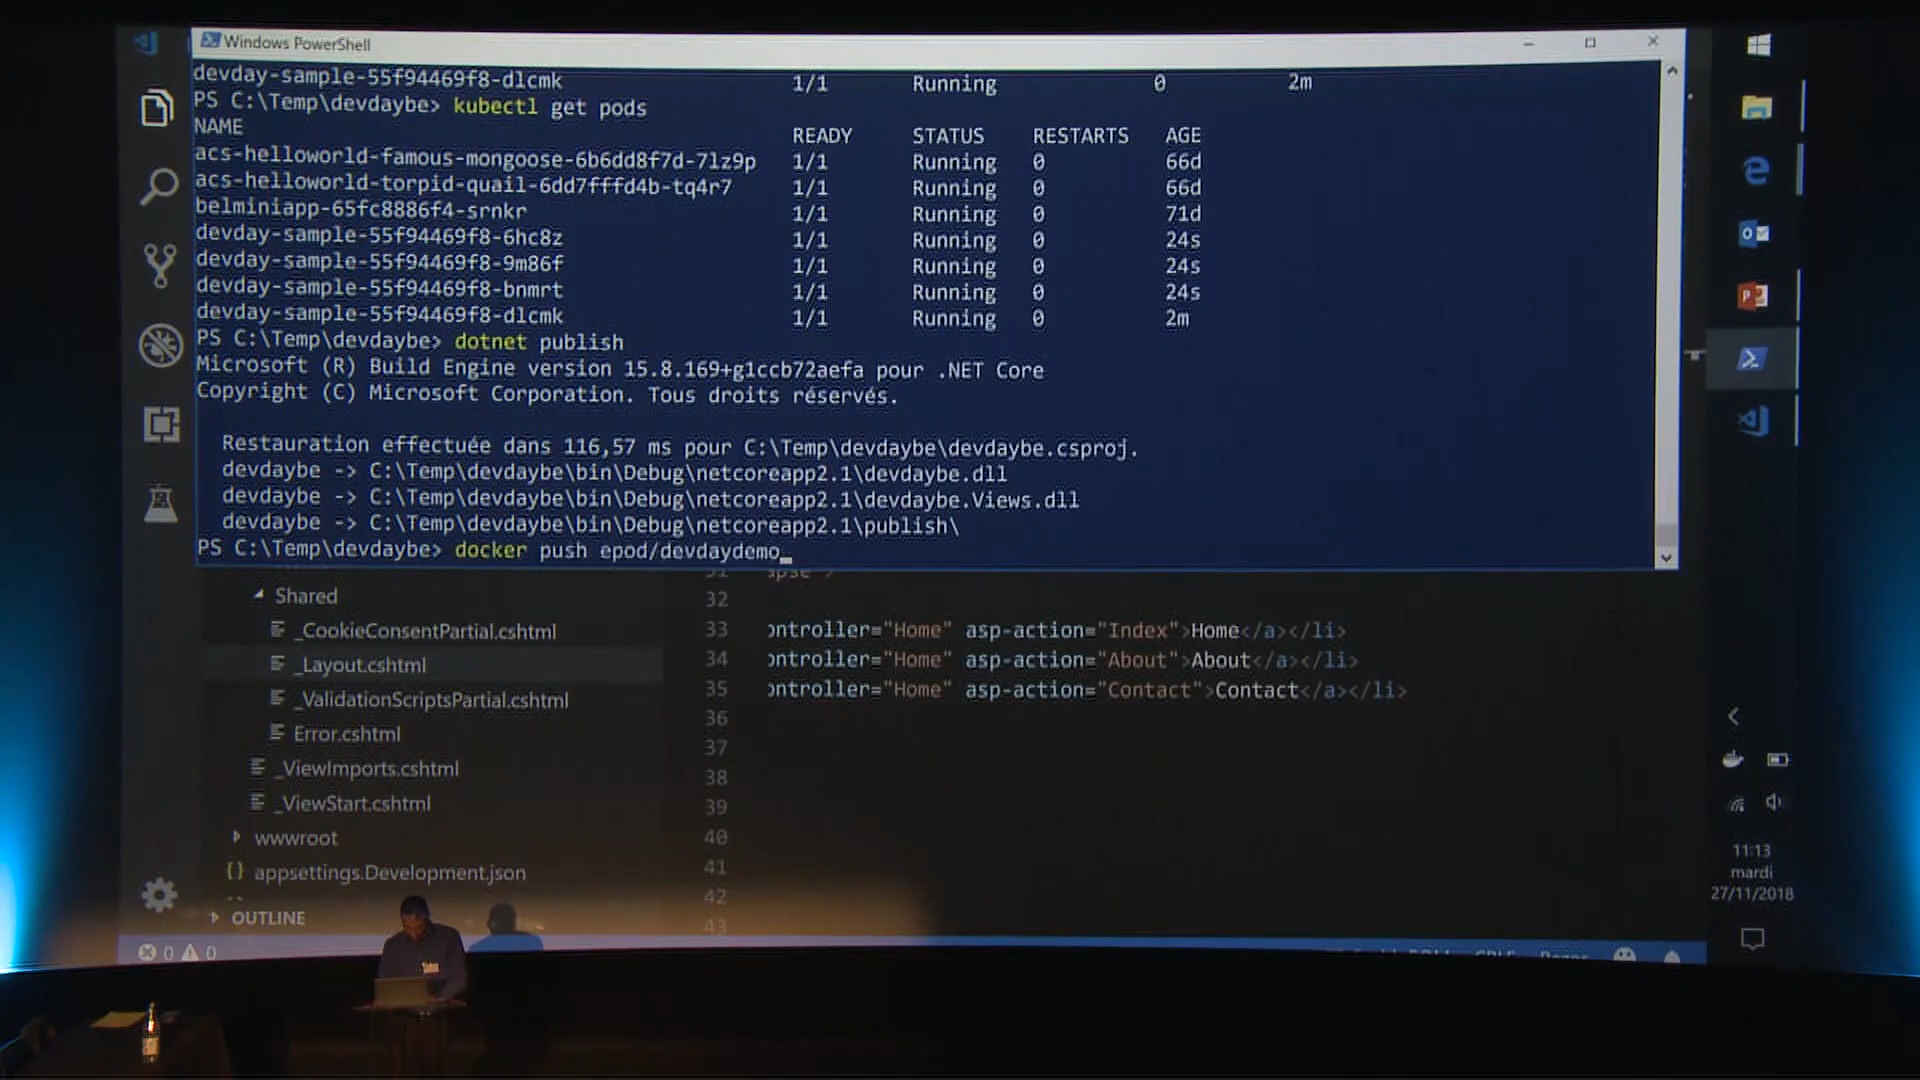 Windows PowerShell
devday-sample-55f94469f8-dlcmk 1/1 Running 0 2m
PS C:\Temp\devdaybe> kubectl get pods
NAME READY STATUS RESTARTS AGE
acs-helloworld-famous-mongoose-6b6dd8f7d-7lz9p 1/1 Running 0 66d
acs-helloworld-torpid-quail-6dd7fffd4b-tq4r7 1/1 Running 0 66d
belminiapp-65fc8886f4-srnkr 1/1 Running 0 71d
devday-sample-55f94469f8-6hc8z 1/1 Running 0 24s
devday-sample-55f94469f8-9m86f 1/1 Running 0 24s
devday-sample-55f94469f8-bnmrt 1/1 Running 0 24s
devday-sample-55f94469f8-dlcmk 1/1 Running 0 2m
PS C:\Temp\devdaybe> dotnet publish
Microsoft (R) Build Engine version 15.8.169+g1ccb72aefa pour .NET Core
Copyright (C) Microsoft Corporation. Tous droits réservés.
Restauration effectuée dans 116,57 ms pour C:\Temp\devdaybe\devdaybe.csproj.
devdaybe -> C:\Temp\devdaybe\bin\Debug\netcoreapp2.1\devdaybe.dll
devdaybe -> C:\Temp\devdaybe\bin\Debug\netcoreapp2.1\devdaybe.Views.dll
devdaybe -> C:\Temp\devdaybe\bin\Debug\netcoreapp2.1\publish\
PS C:\Temp\devdaybe> docker push epod/devdaydemo_
Shared
_CookieConsentPartial.cshtml
_Layout.cshtml
_ValidationScriptsPartial.cshtml
Error.cshtml
_ViewImports.cshtml
_ViewStart.cshtml
wwwroot
{} appsettings.Development.json
OUTLINE
0 0
32
33 ontroller="Home" asp-action="Index">Home</a></li>
34 ontroller="Home" asp-action="About">About</a></li>
35 ontroller="Home" asp-action="Contact">Contact</a></li>
36
37
38
39
40
41
42
43
11:13
mardi
27/11/2018